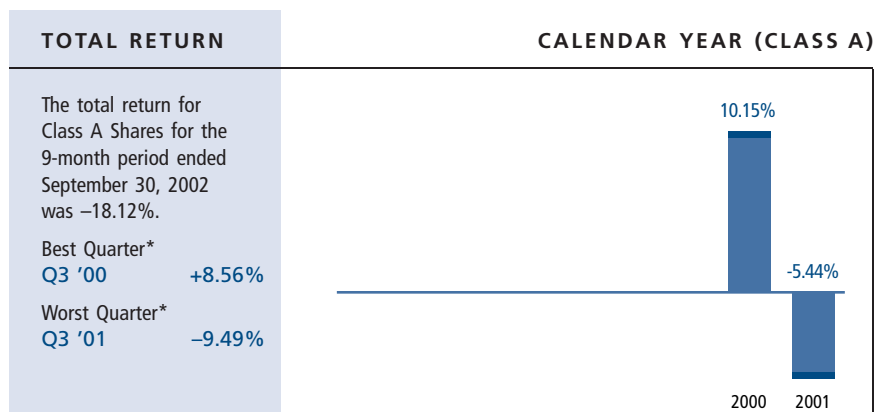 TOTAL RETURN
CALENDAR YEAR (CLASS A)
The total return for
Class A Shares for the
9-month period ended
September 30, 2002
was –18.12%.
Best Quarter*
Q3 ’00 +8.56%
Worst Quarter*
Q3 ’01 –9.49%
10.15%
-5.44%
2000 2001